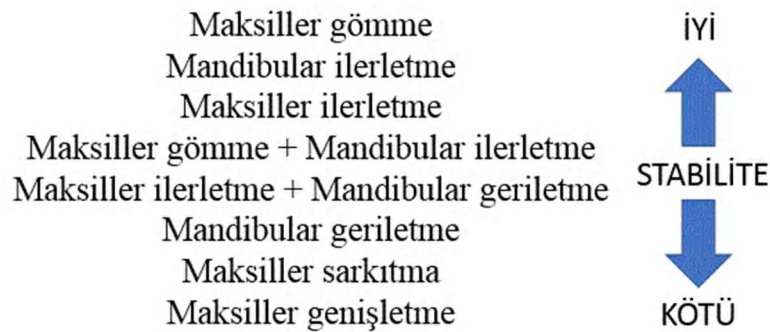 Maksiller gömme
Mandibular ilerletme
Maksiller ilerletme
Maksiller gömme + Mandibular ilerletme
Maksiller ilerletme + Mandibular geriletme
Mandibular geriletme
Maksiller sarkıtma
Maksiller genişletme
İYİ
STABİLİTE
KÖTÜ